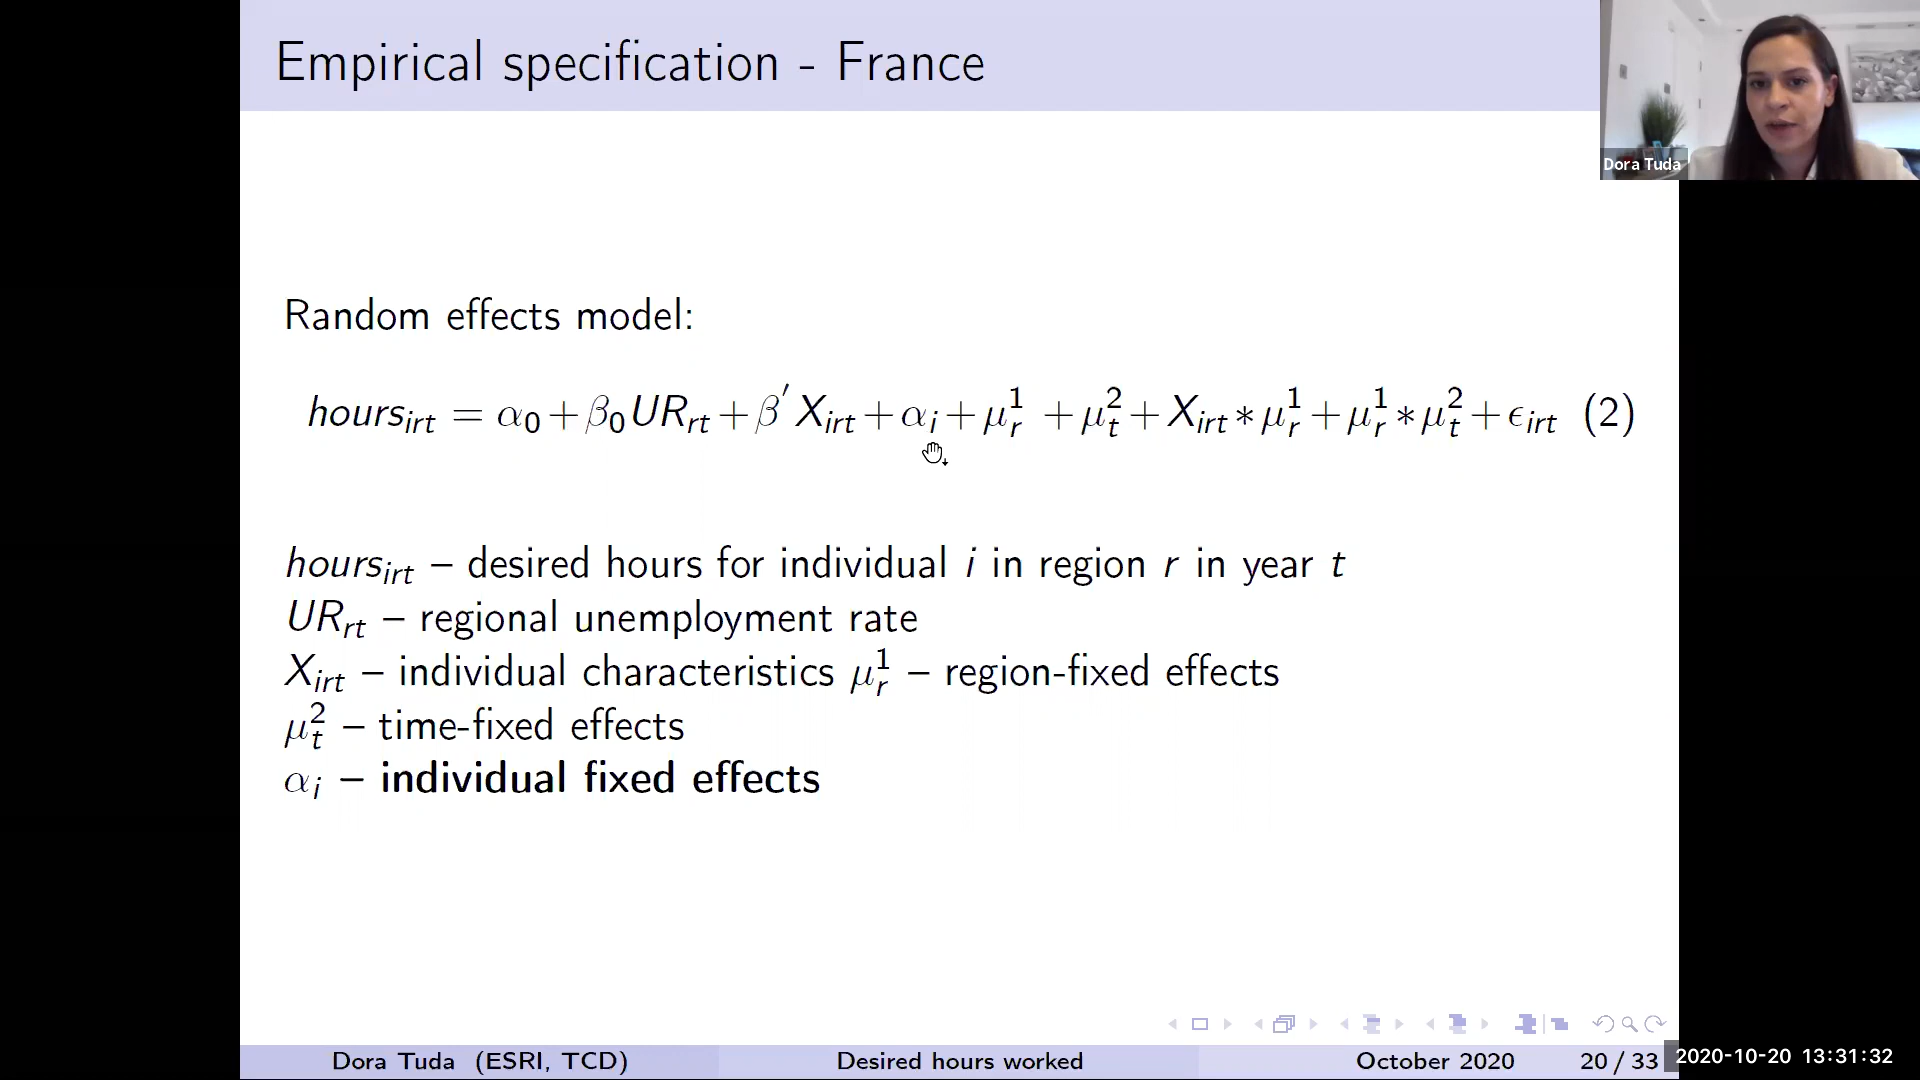 Empirical specification - France
Dora Tuda
Random effects model:
hours_irt = α_0 + β_0 UR_rt + β′ X_irt + α_i + μ_r^1 + μ_t^2 + X_irt ∗ μ_r^1 + μ_r^1 ∗ μ_t^2 + ϵ_irt (2)
hours_irt – desired hours for individual i in region r in year t
UR_rt – regional unemployment rate
X_irt – individual characteristics μ_r^1 – region-fixed effects
μ_t^2 – time-fixed effects
α_i – individual fixed effects
Dora Tuda (ESRI, TCD) Desired hours worked October 2020 20 / 33
2020-10-20 13:31:32